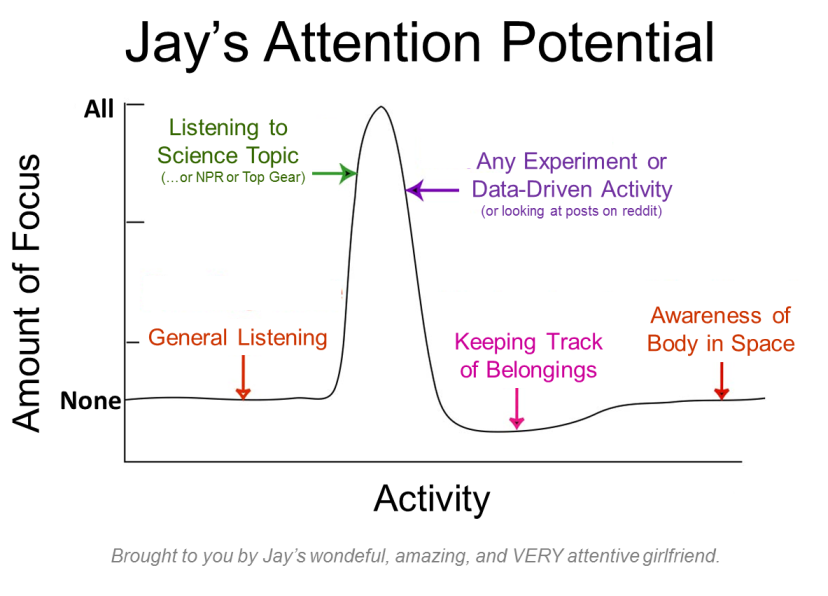 Jay's Attention Potential
All
Listening to
Science Topic
(...or NPR or Top Gear)
Any Experiment or
Data-Driven Activity
(or looking at posts on reddit)
Amount of Focus
General Listening
Keeping Track
of Belongings
Awareness of
Body in Space
None
Activity
Brought to you by Jay's wondeful, amazing, and VERY attentive girlfriend.